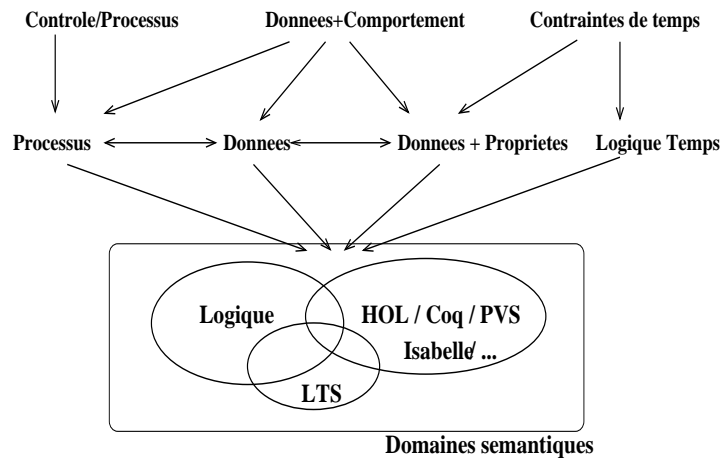 Controle/Processus
Donnees+Comportement
Contraintes de temps
Processus
Donnees
Donnees + Proprietes
Logique Temps
Logique
HOL / Coq / PVS
Isabelle/ ...
LTS
Domaines semantiques